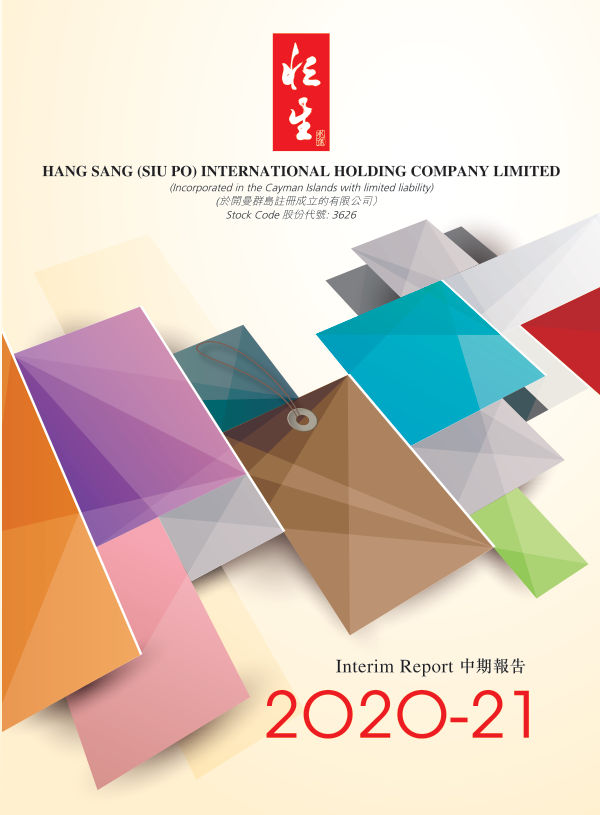 恒生
HANG SANG (SIU PO) INTERNATIONAL HOLDING COMPANY LIMITED
(Incorporated in the Cayman Islands with limited liability)
(於開曼群島註冊成立的有限公司)
Stock Code 股份代號: 3626
Interim Report 中期報告
2020-21